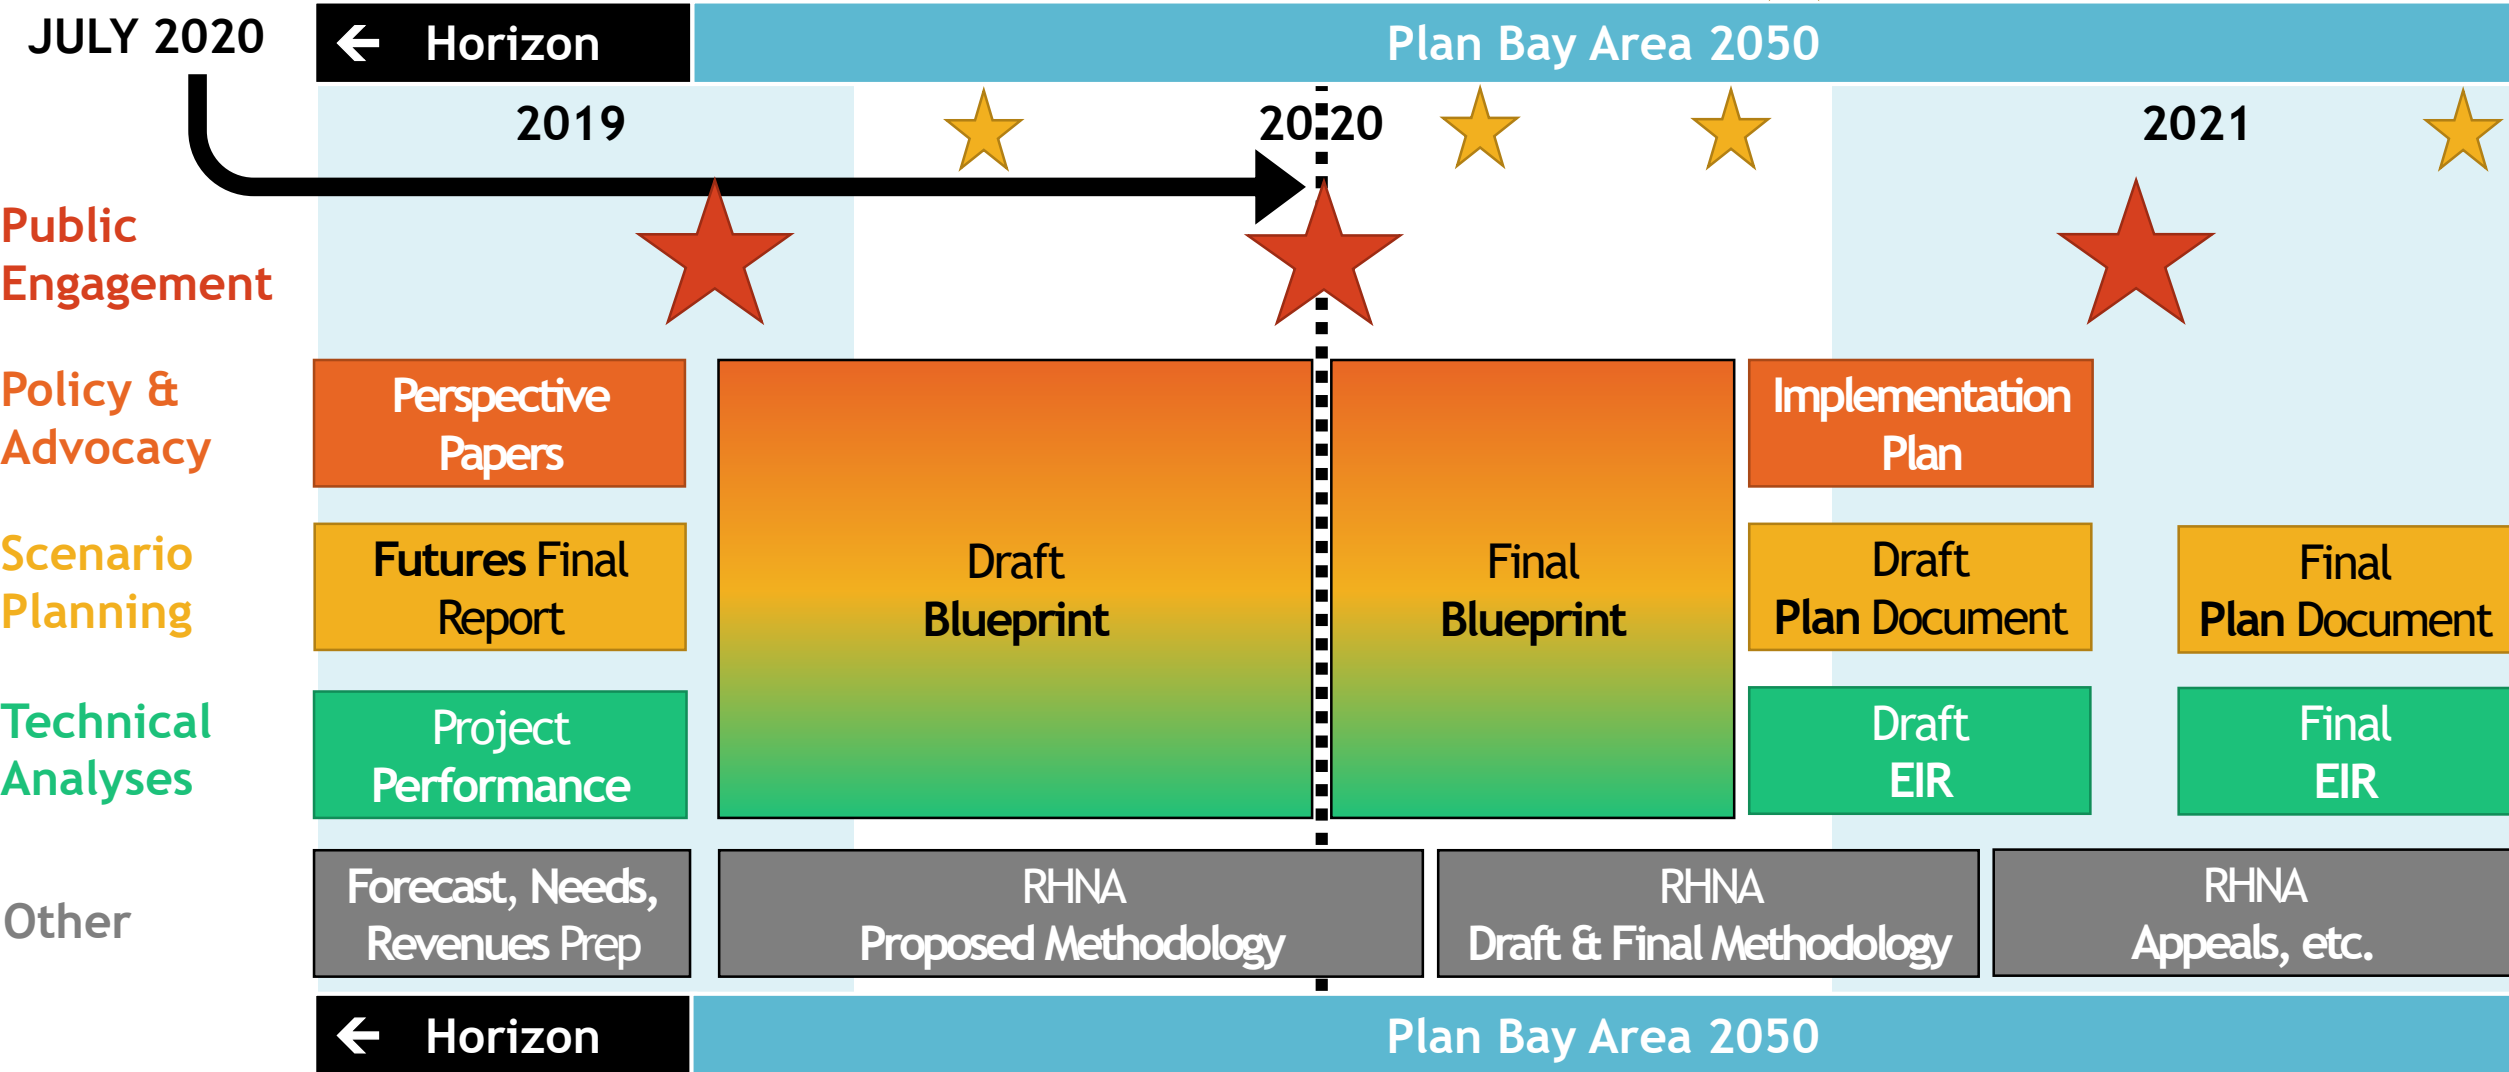 JULY 2020
← Horizon
Plan Bay Area 2050
2019
2020
2021
Public
Engagement
Policy &
Advocacy
Perspective
Papers
Implementation
Plan
Scenario
Planning
Futures Final
Report
Draft
Blueprint
Final
Blueprint
Draft
Plan Document
Final
Plan Document
Technical
Analyses
Project
Performance
Draft
EIR
Final
EIR
Other
Forecast, Needs,
Revenues Prep
RHNA
Proposed Methodology
RHNA
Draft & Final Methodology
RHNA
Appeals, etc.
← Horizon
Plan Bay Area 2050